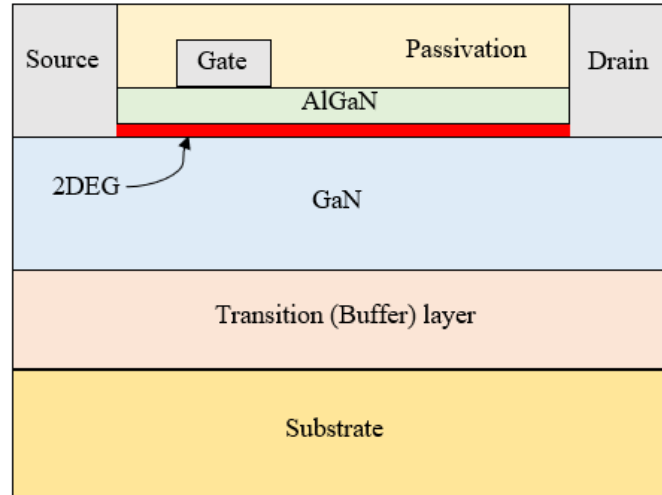 Source
Gate
Passivation
Drain
AlGaN
2DEG
GaN
Transition (Buffer) layer
Substrate